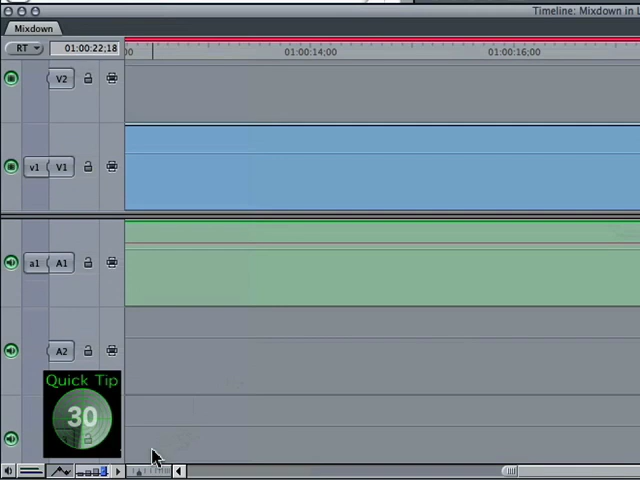 Timeline: Mixdown in
Mixdown
RT
01:00:22;18
00
01:00:14;00
01:00:16;00
V2
v1
V1
a1
A1
A2
Quick Tip
30